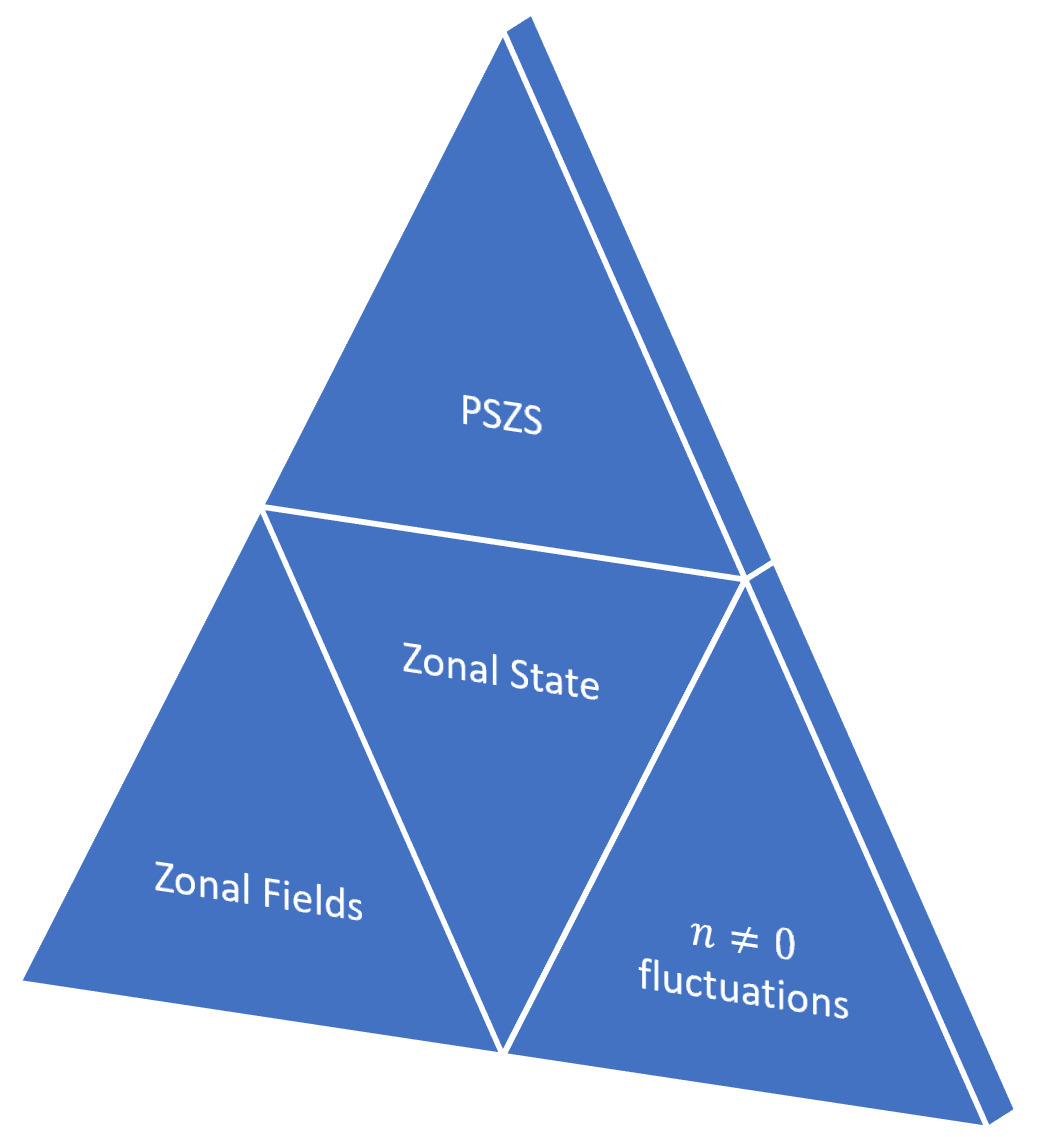 PSZS
Zonal State
Zonal Fields
n ≠ 0
fluctuations